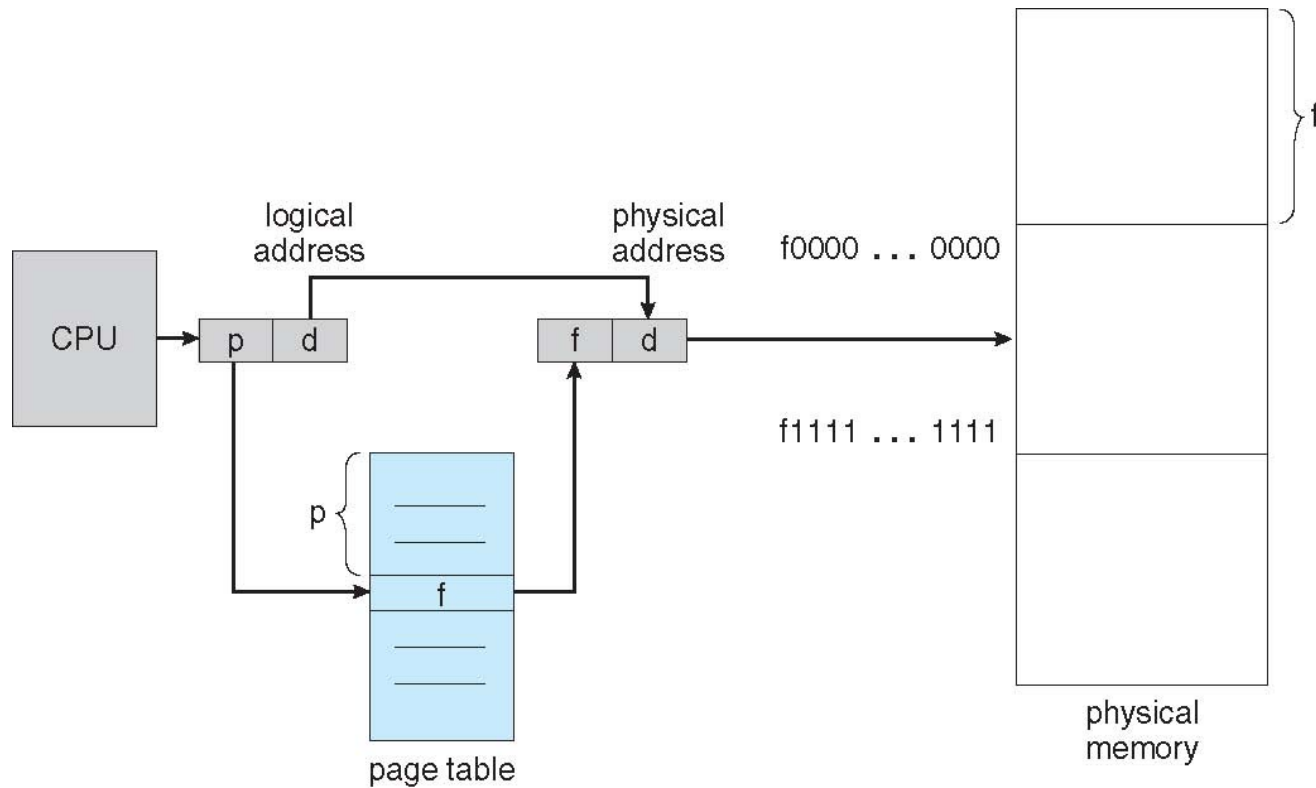 f
logical
address
physical
address
f0000 ... 0000
CPU
p
d
f
d
f1111 ... 1111
p
f
page table
physical
memory